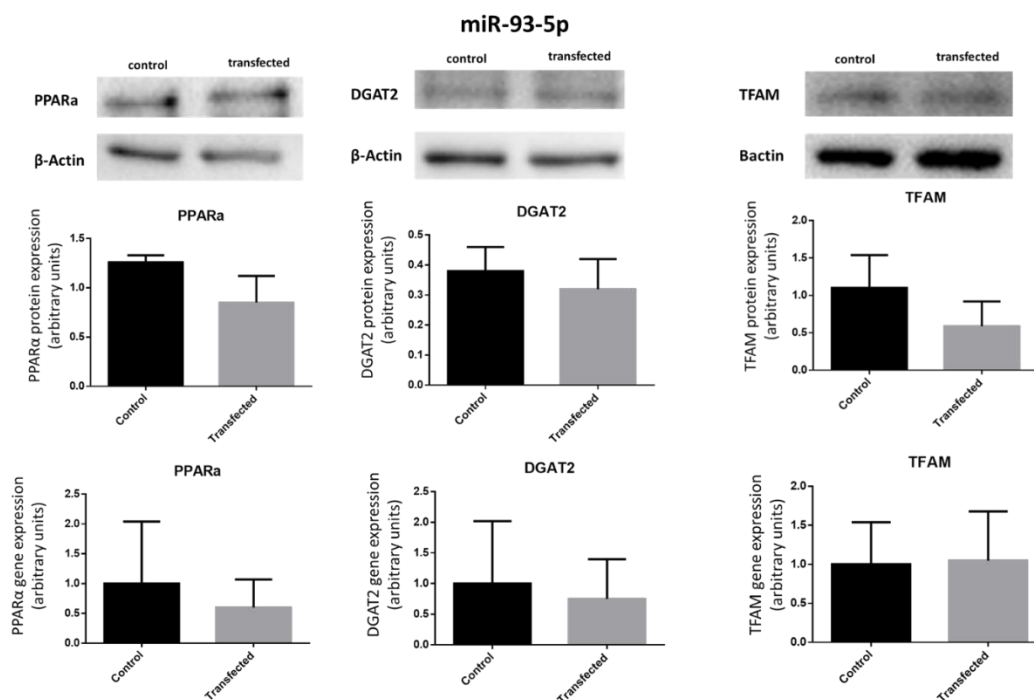 miR-93-5p
control transfected
PPARa
β-Actin
control transfected
DGAT2
β-Actin
control transfected
TFAM
Bactin
PPARa
PPARα protein expression
(arbitrary units)
1.5
1.0
0.5
0.0
Control
Transfected
DGAT2
DGAT2 protein expression
(arbitrary units)
0.5
0.4
0.3
0.2
0.1
0.0
Control
Transfected
TFAM
TFAM protein expression
(arbitrary units)
2.0
1.5
1.0
0.5
0.0
Control
Transfected
PPARa
PPARα gene expression
(arbitrary units)
2.5
2.0
1.5
1.0
0.5
0.0
Control
Transfected
DGAT2
DGAT2 gene expression
(arbitrary units)
2.5
2.0
1.5
1.0
0.5
0.0
Control
Transfected
TFAM
TFAM gene expression
(arbitrary units)
2.0
1.5
1.0
0.5
0.0
Control
Transfected